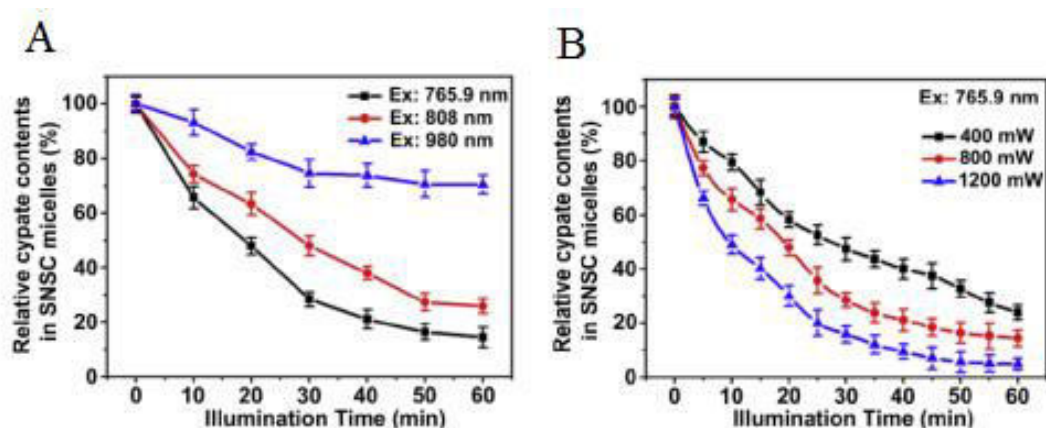 A
B
Relative cypate contents
in SNSC micelles (%)
100
80
60
40
20
0
Ex: 765.9 nm
Ex: 808 nm
Ex: 980 nm
0 10 20 30 40 50 60
Illumination Time (min)
Relative cypate contents
in SNSC micelles (%)
100
80
60
40
20
0
Ex: 765.9 nm
400 mW
800 mW
1200 mW
0 10 20 30 40 50 60
Illumination Time (min)